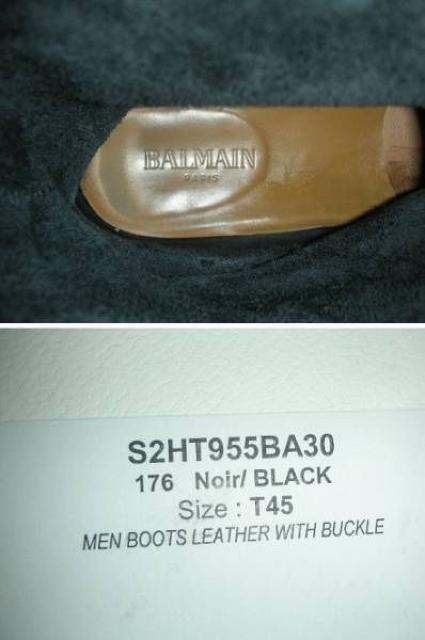 BALMAIN
PARIS
S2HT955BA30
176 Noir/ BLACK
Size : T45
MEN BOOTS LEATHER WITH BUCKLE